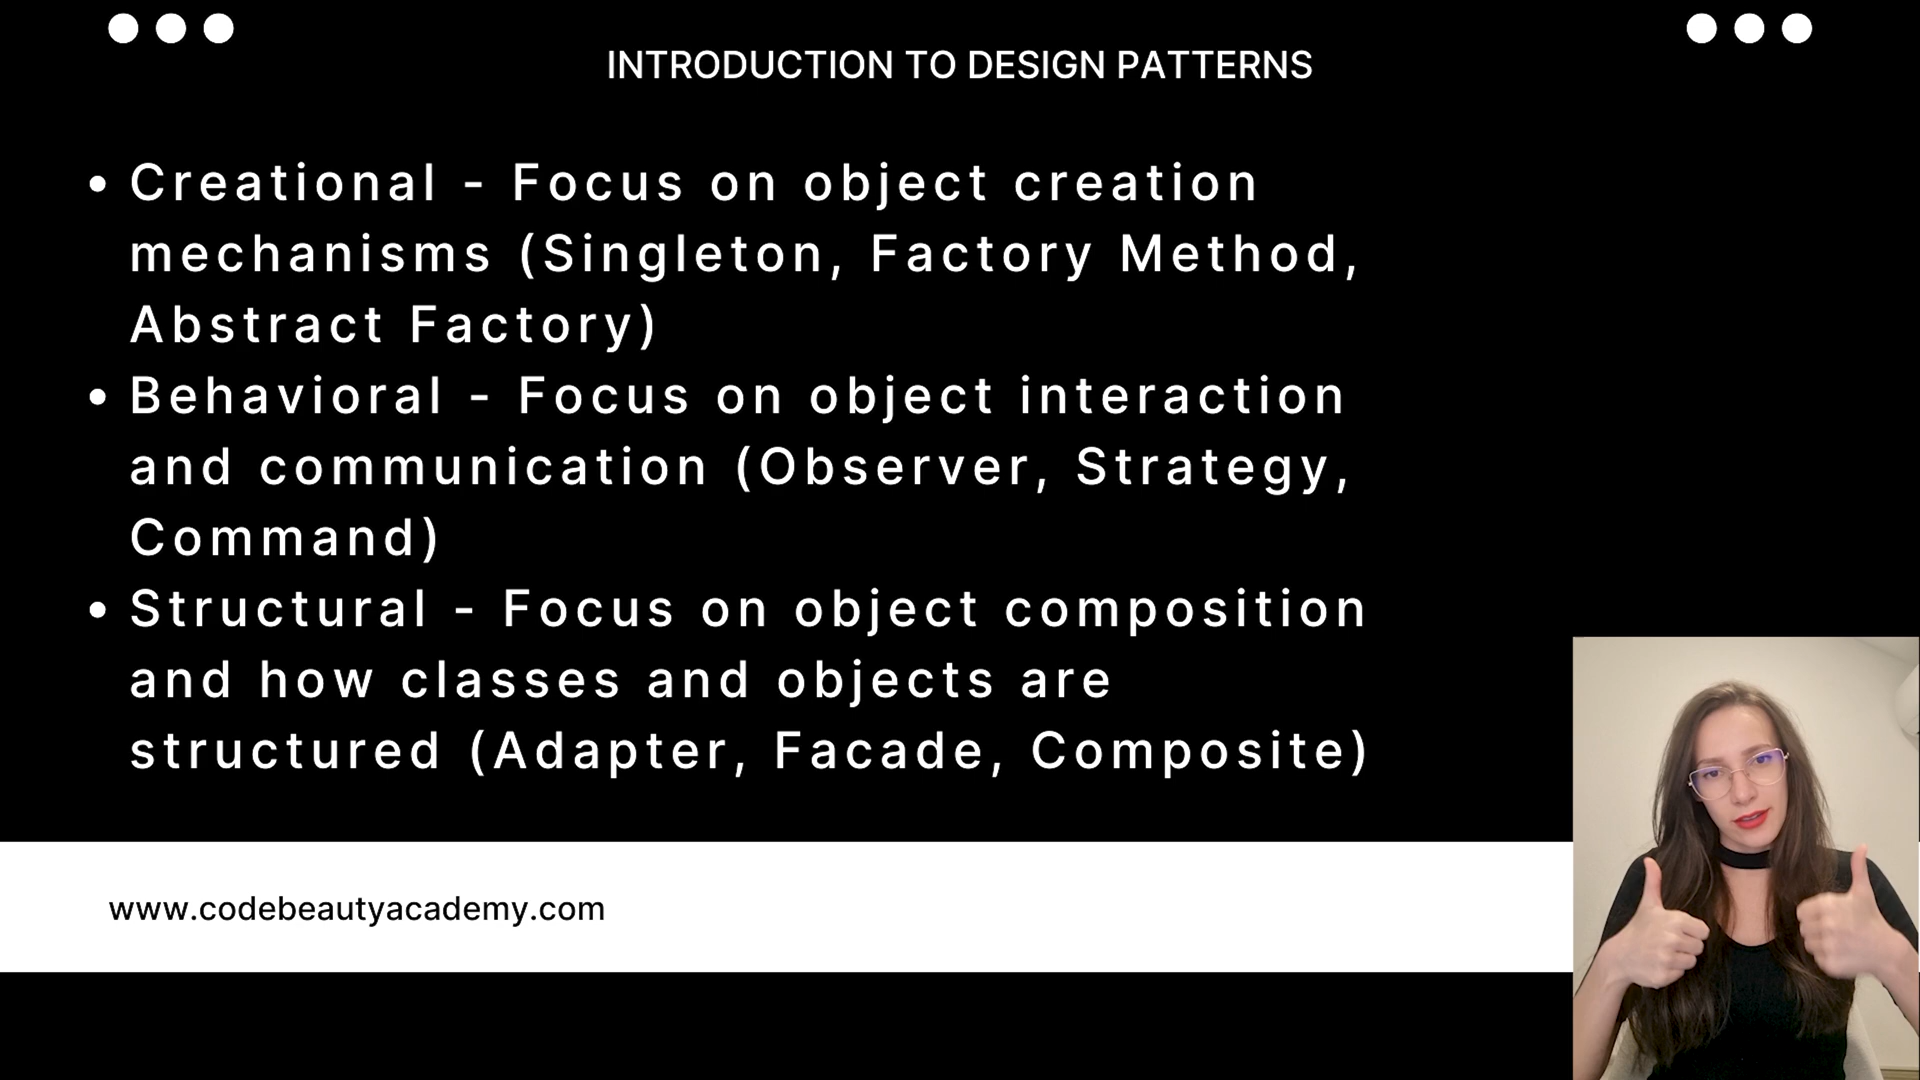 INTRODUCTION TO DESIGN PATTERNS
• Creational - Focus on object creation
mechanisms (Singleton, Factory Method,
Abstract Factory)
• Behavioral - Focus on object interaction
and communication (Observer, Strategy,
Command)
• Structural - Focus on object composition
and how classes and objects are
structured (Adapter, Facade, Composite)
www.codebeautyacademy.com